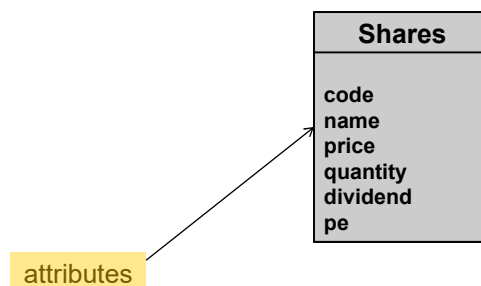 Shares
code
name
price
quantity
dividend
pe
attributes